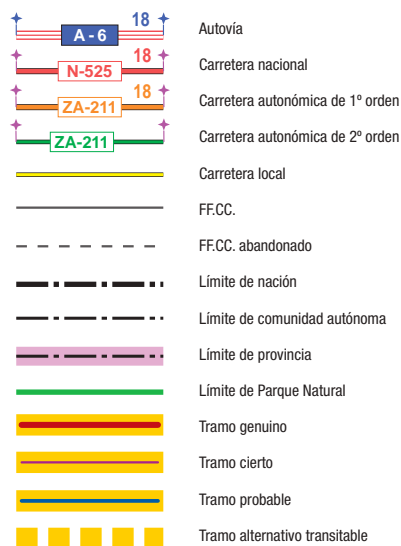 18
A - 6
Autovía
18
N-525
Carretera nacional
18
ZA-211
Carretera autonómica de 1º orden
ZA-211
Carretera autonómica de 2º orden
Carretera local
FF.CC.
FF.CC. abandonado
Límite de nación
Límite de comunidad autónoma
Límite de provincia
Límite de Parque Natural
Tramo genuino
Tramo cierto
Tramo probable
Tramo alternativo transitable